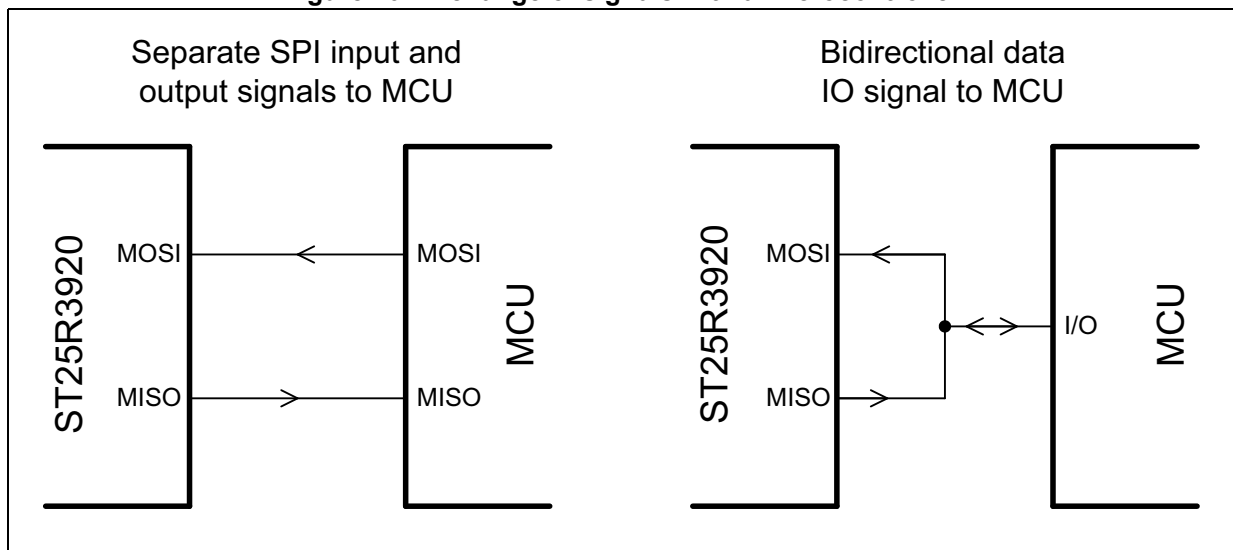 Separate SPI input and
output signals to MCU
ST25R3920
MOSI
MISO
MOSI
MISO
MCU
Bidirectional data
IO signal to MCU
ST25R3920
MOSI
MISO
I/O
MCU